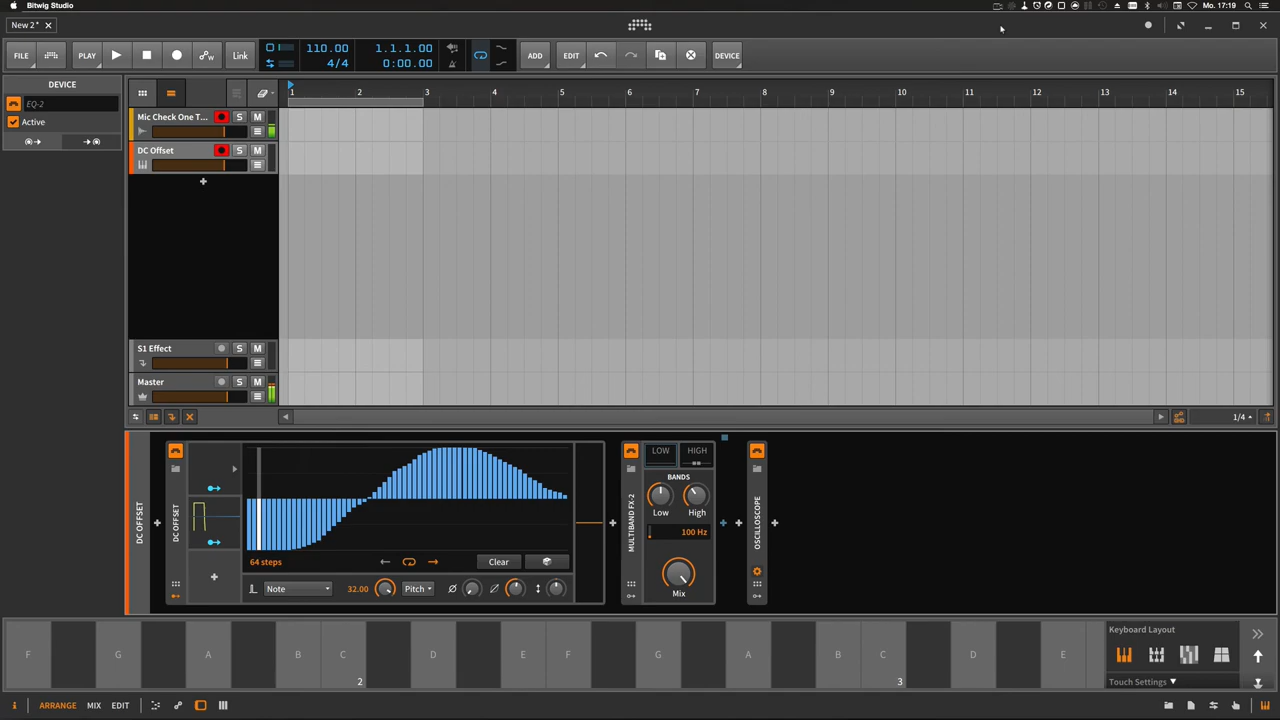 Bitwig Studio
Mo. 17:19
New 2*
FILE
PLAY
Link
110.00
4/4
1.1.1.00
0:00.00
ADD
EDIT
DEVICE
DEVICE
EQ-2
Active
1 2 3 4 5 6 7 8 9 10 11 12 13 14 15
Mic Check One T...
S M
DC Offset
S M
S1 Effect
S M
Master
S M
1/4
DC OFFSET
DC OFFSET
64 steps
Clear
Note
32.00
Pitch
MULTIBAND FX-2
LOW HIGH
BANDS
Low High
100 Hz
Mix
OSCILLOSCOPE
F G A B C D E F G A B C D E
2 3
Keyboard Layout
Touch Settings
ARRANGE MIX EDIT